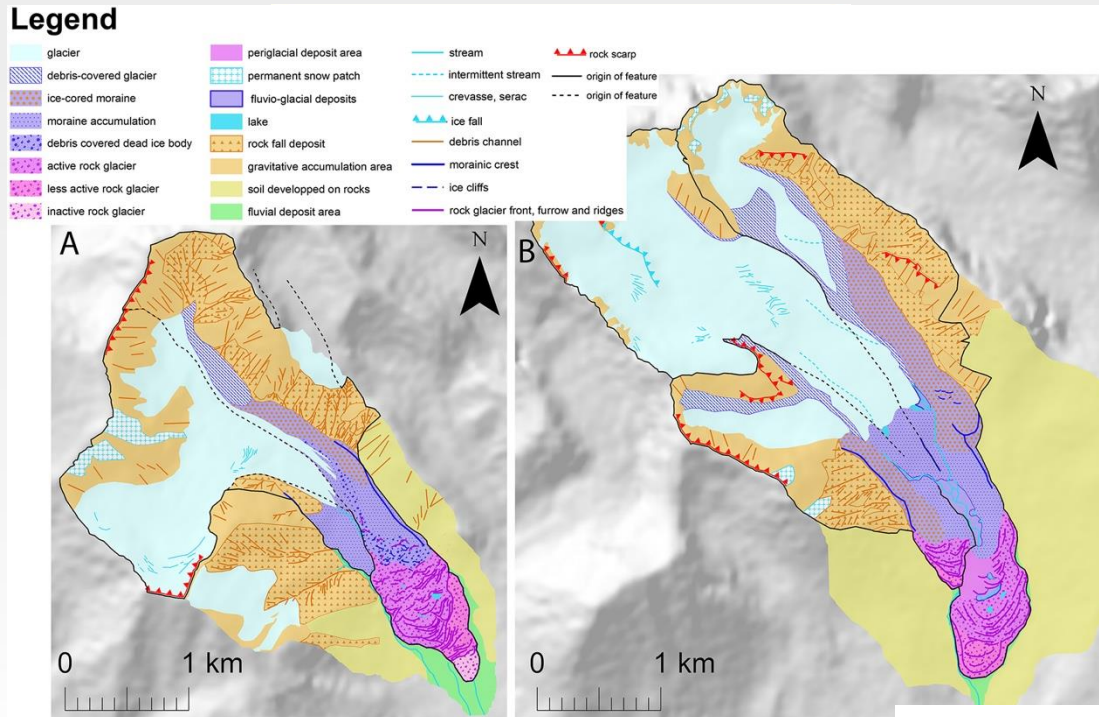 Legend
glacier
debris-covered glacier
ice-cored moraine
moraine accumulation
debris covered dead ice body
active rock glacier
less active rock glacier
inactive rock glacier
periglacial deposit area
permanent snow patch
fluvio-glacial deposits
lake
rock fall deposit
gravitative accumulation area
soil developped on rocks
fluvial deposit area
stream
intermittent stream
crevasse, serac
ice fall
debris channel
morainic crest
ice cliffs
rock glacier front, furrow and ridges
rock scarp
origin of feature
origin of feature
A
N
0 1 km
B
N
0 1 km